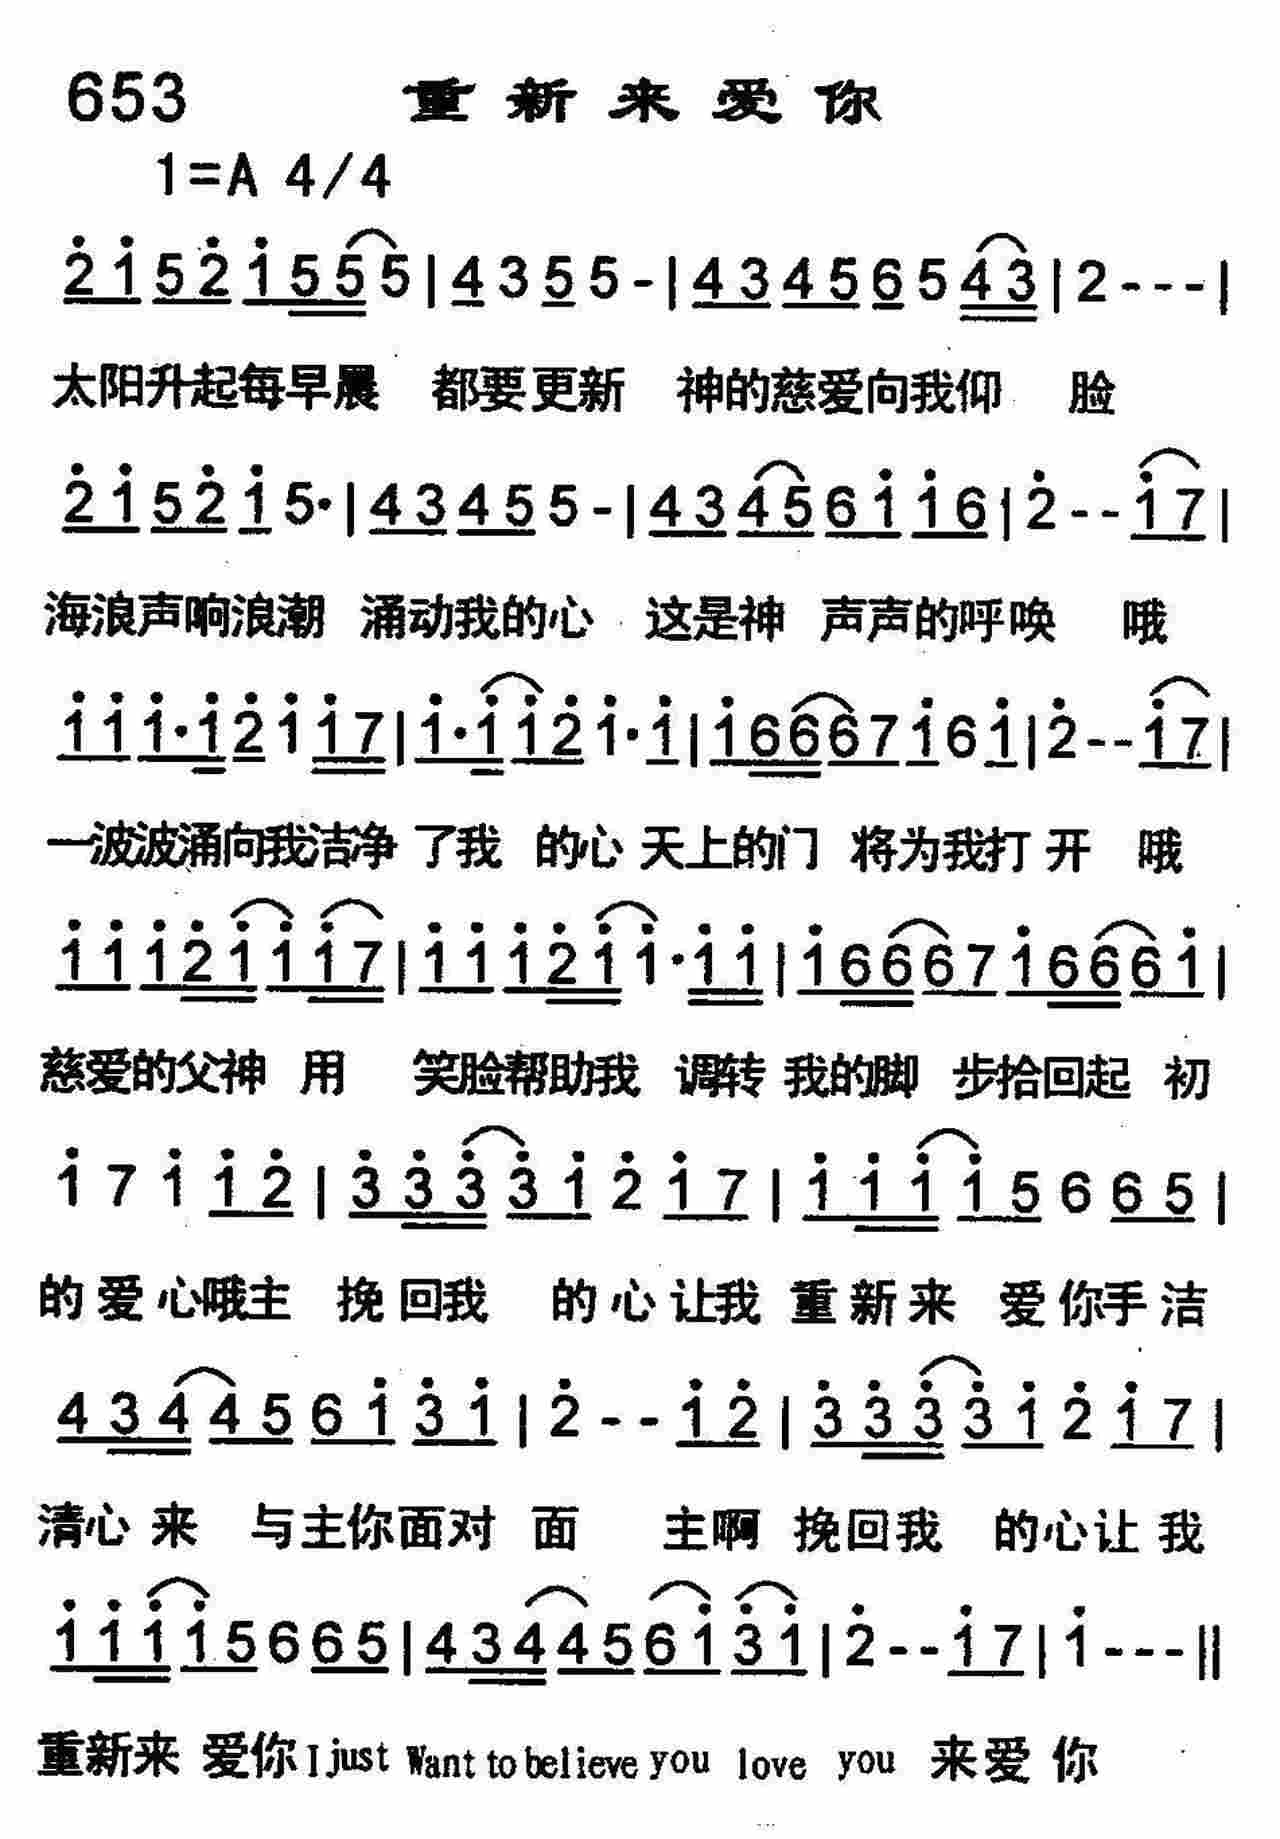 653 重新来爱你
1=A 4/4
2̇ 1̇ 5 2̇ 1̇ 5 5 5 | 4 3 5 5 - | 4 3 4 5 6 5 4 3 | 2 - - - |
太阳升起每早晨 都要更新 神的慈爱向我仰 脸
2̇ 1̇ 5 2̇ 1̇ 5· | 4 3 4 5 5 - | 4 3 4 5 6 1̇ 1̇ 6 | 2̇ - - 1̇ 7 |
海浪声响浪潮 涌动我的心 这是神 声声的呼唤 哦
1̇ 1̇ 1̇· 1̇ 2̇ 1̇ 1̇ 7 | 1̇· 1̇ 1̇ 2̇ 1̇· 1̇ | 1̇ 6 6 6 7 1̇ 6 1̇ | 2̇ - - 1̇ 7 |
一波波涌向我洁净 了我 的心 天上的门 将为我打 开 哦
1̇ 1̇ 1̇ 2̇ 1̇ 1̇ 1̇ 7 | 1̇ 1̇ 1̇ 2̇ 1̇ 1̇· 1̇ 1̇ | 1̇ 6 6 6 7 1̇ 6 6 6 1̇ |
慈爱的父神 用 笑脸帮助我 调转 我的脚 步拾回起 初
1̇ 7 1̇ 1̇ 2̇ | 3̇ 3̇ 3̇ 3̇ 1̇ 2̇ 1̇ 7 | 1̇ 1̇ 1̇ 1̇ 5 6 6 5 |
的 爱 心哦主 挽 回我 的心让我 重新来 爱你手洁
4 3 4 4 5 6 1̇ 3̇ 1̇ | 2̇ - - 1̇ 2̇ | 3̇ 3̇ 3̇ 3̇ 1̇ 2̇ 1̇ 7 |
清心 来 与主你面对 面 主啊 挽回我 的心让 我
1̇ 1̇ 1̇ 1̇ 5 6 6 5 | 4 3 4 4 5 6 1̇ 3̇ 1̇ | 2̇ - - 1̇ 7 | 1̇ - - - ||
重新来 爱你 I just Want to believe you love you 来爱 你